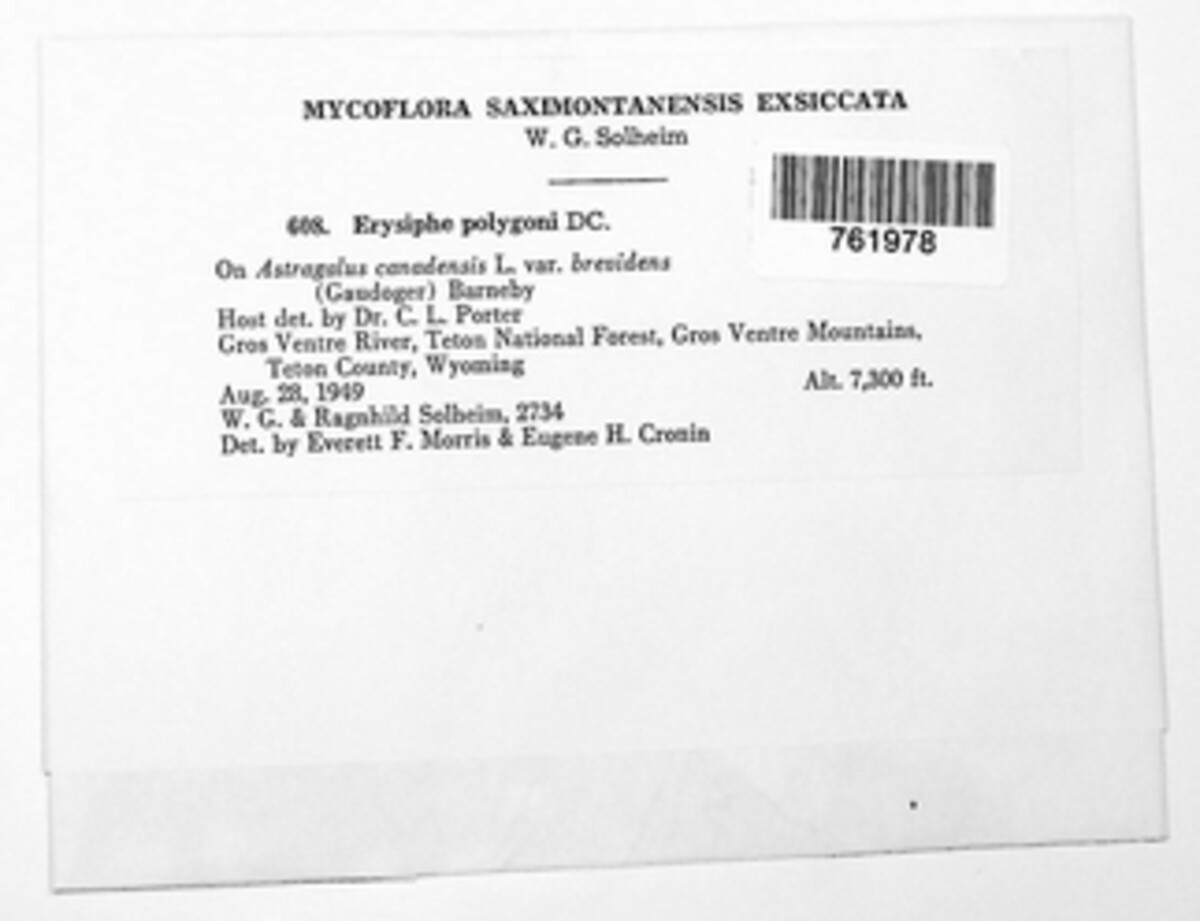 MYCOFLORA SAXIMONTANENSIS EXSICCATA
W. G. Solheim
761978
608. Erysiphe polygoni DC.
On Astragalus canadensis L. var. brevidens
(Gandoger) Barneby
Host det. by Dr. C. L. Porter
Gros Ventre River, Teton National Forest, Gros Ventre Mountains,
Teton County, Wyoming
Alt. 7,300 ft.
Aug. 28, 1949
W. G. & Ragnhild Solheim, 2734
Det. by Everett F. Morris & Eugene H. Cronin